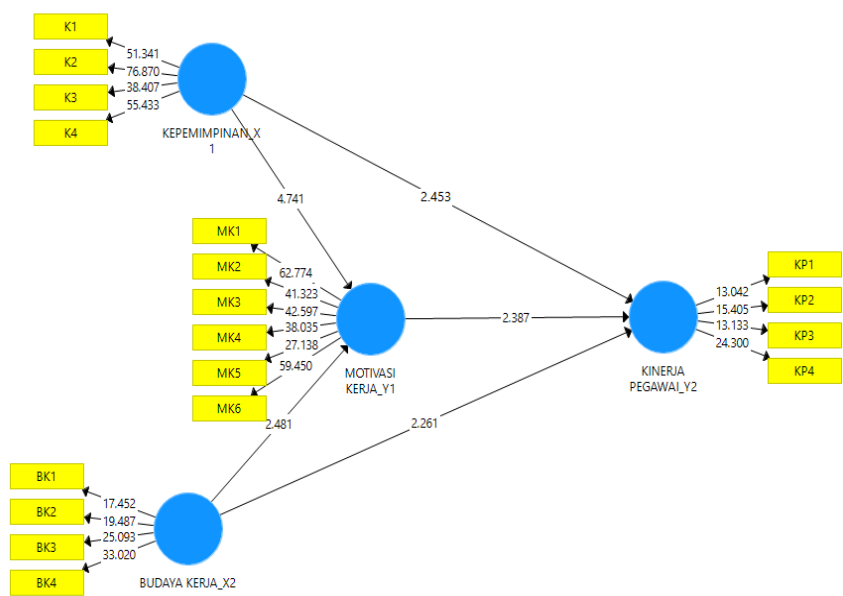 K1
K2
K3
K4
51.341
76.870
38.407
55.433
KEPEMIMPINAN_X
1
4.741
2.453
MK1
MK2
MK3
MK4
MK5
MK6
62.774
41.323
42.597
38.035
27.138
59.450
MOTIVASI
KERJA_Y1
2.387
KP1
KP2
KP3
KP4
13.042
15.405
13.133
24.300
KINERJA
PEGAWAI_Y2
2.481
2.261
BK1
BK2
BK3
BK4
17.452
19.487
25.093
33.020
BUDAYA KERJA_X2